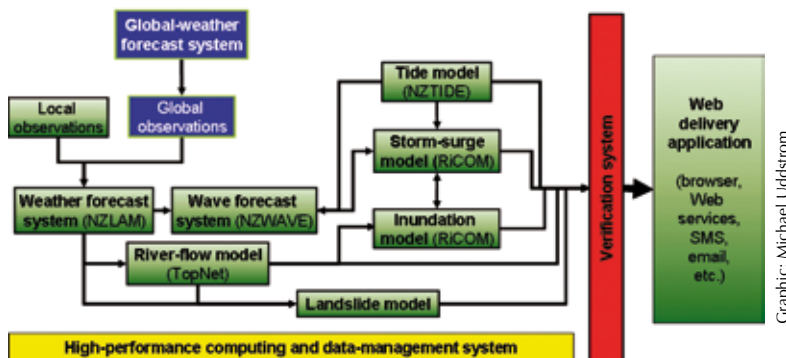 Global-weather
forecast system
Local
observations
Global
observations
Tide model
(NZTIDE)
Storm-surge
model (RiCOM)
Weather forecast
system (NZLAM)
Wave forecast
system (NZWAVE)
Inundation
model (RiCOM)
River-flow model
(TopNet)
Landslide model
High-performance computing and data-management system
Verification system
Web
delivery
application
(browser,
Web
services,
SMS,
email,
etc.)
Graphic: Michael Uddstrom